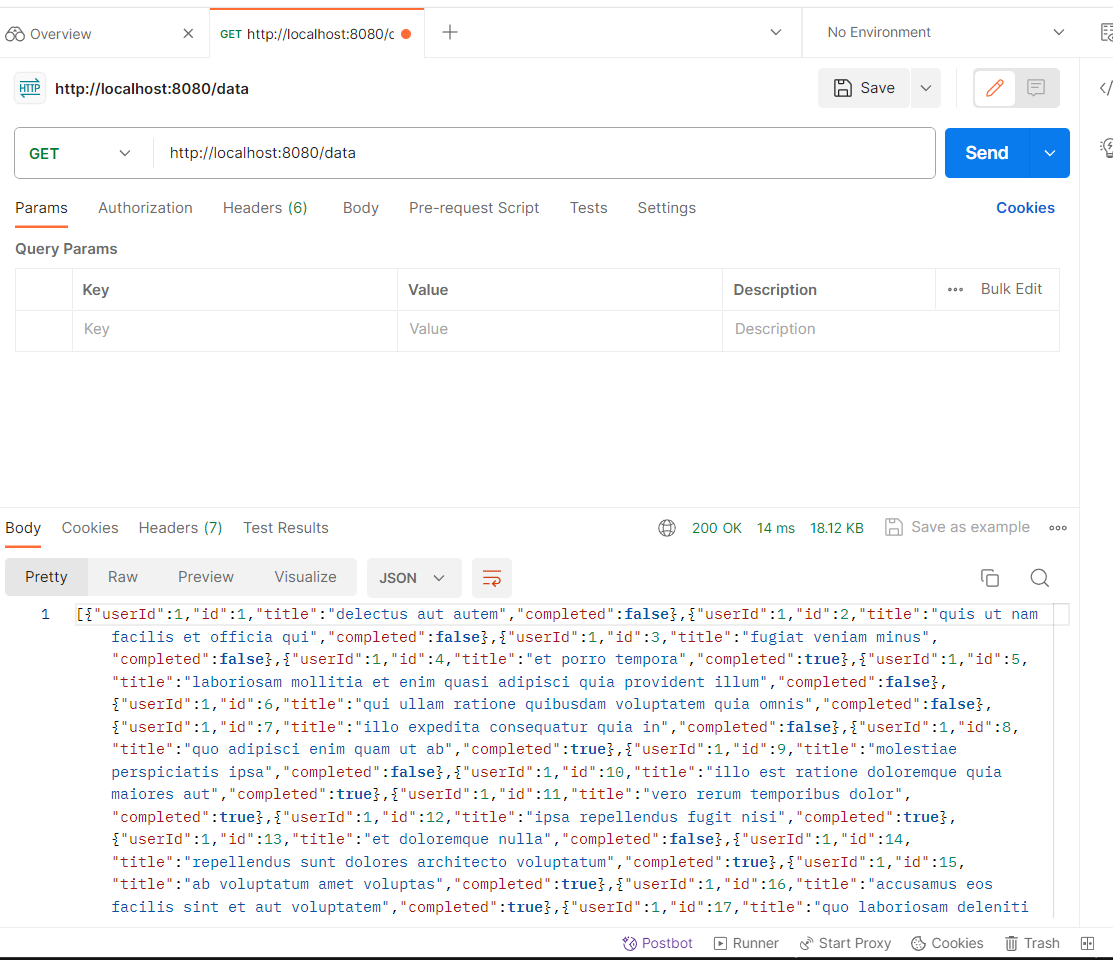 Overview
GET http://localhost:8080/
No Environment
HTTP http://localhost:8080/data
Save
GET http://localhost:8080/data
Send
Params Authorization Headers (6) Body Pre-request Script Tests Settings Cookies
Query Params
Key Value Description Bulk Edit
Key Value Description
Body Cookies Headers (7) Test Results 200 OK 14 ms 18.12 KB Save as example
Pretty Raw Preview Visualize JSON
1 [{"userId":1,"id":1,"title":"delectus aut autem","completed":false},{"userId":1,"id":2,"title":"quis ut nam
facilis et officia qui","completed":false},{"userId":1,"id":3,"title":"fugiat veniam minus",
"completed":false},{"userId":1,"id":4,"title":"et porro tempora","completed":true},{"userId":1,"id":5,
"title":"laboriosam mollitia et enim quasi adipisci quia provident illum","completed":false},
{"userId":1,"id":6,"title":"qui ullam ratione quibusdam voluptatem quia omnis","completed":false},
{"userId":1,"id":7,"title":"illo expedita consequatur quia in","completed":false},{"userId":1,"id":8,
"title":"quo adipisci enim quam ut ab","completed":true},{"userId":1,"id":9,"title":"molestiae
perspiciatis ipsa","completed":false},{"userId":1,"id":10,"title":"illo est ratione doloremque quia
maiores aut","completed":true},{"userId":1,"id":11,"title":"vero rerum temporibus dolor",
"completed":true},{"userId":1,"id":12,"title":"ipsa repellendus fugit nisi","completed":true},
{"userId":1,"id":13,"title":"et doloremque nulla","completed":false},{"userId":1,"id":14,
"title":"repellendus sunt dolores architecto voluptatum","completed":true},{"userId":1,"id":15,
"title":"ab voluptatum amet voluptas","completed":true},{"userId":1,"id":16,"title":"accusamus eos
facilis sint et aut voluptatem","completed":true},{"userId":1,"id":17,"title":"quo laboriosam deleniti
Postbot Runner Start Proxy Cookies Trash